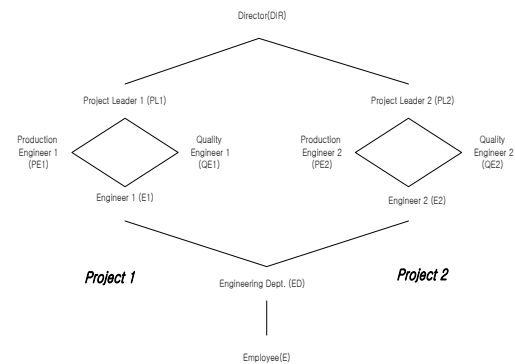 Director(DIR)
Project Leader 1 (PL1)
Project Leader 2 (PL2)
Production
Engineer 1
(PE1)
Quality
Engineer 1
(QE1)
Production
Engineer 2
(PE2)
Quality
Engineer 2
(QE2)
Engineer 1 (E1)
Engineer 2 (E2)
Project 1
Engineering Dept. (ED)
Project 2
Employee(E)